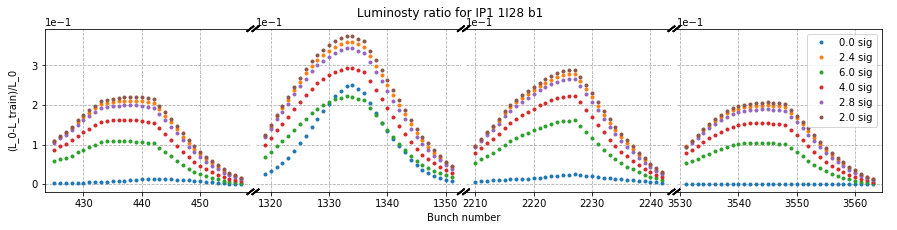 Luminosty ratio for IP1 1I28 b1
1e−1 1e−1 1e−1 1e−1
(L_0-L_train)/L_0
3
2
1
0
0.0 sig
2.4 sig
6.0 sig
4.0 sig
2.8 sig
2.0 sig
430 440 450 1320 1330 1340 1350 2210 2220 2230 2240 3530 3540 3550 3560
Bunch number